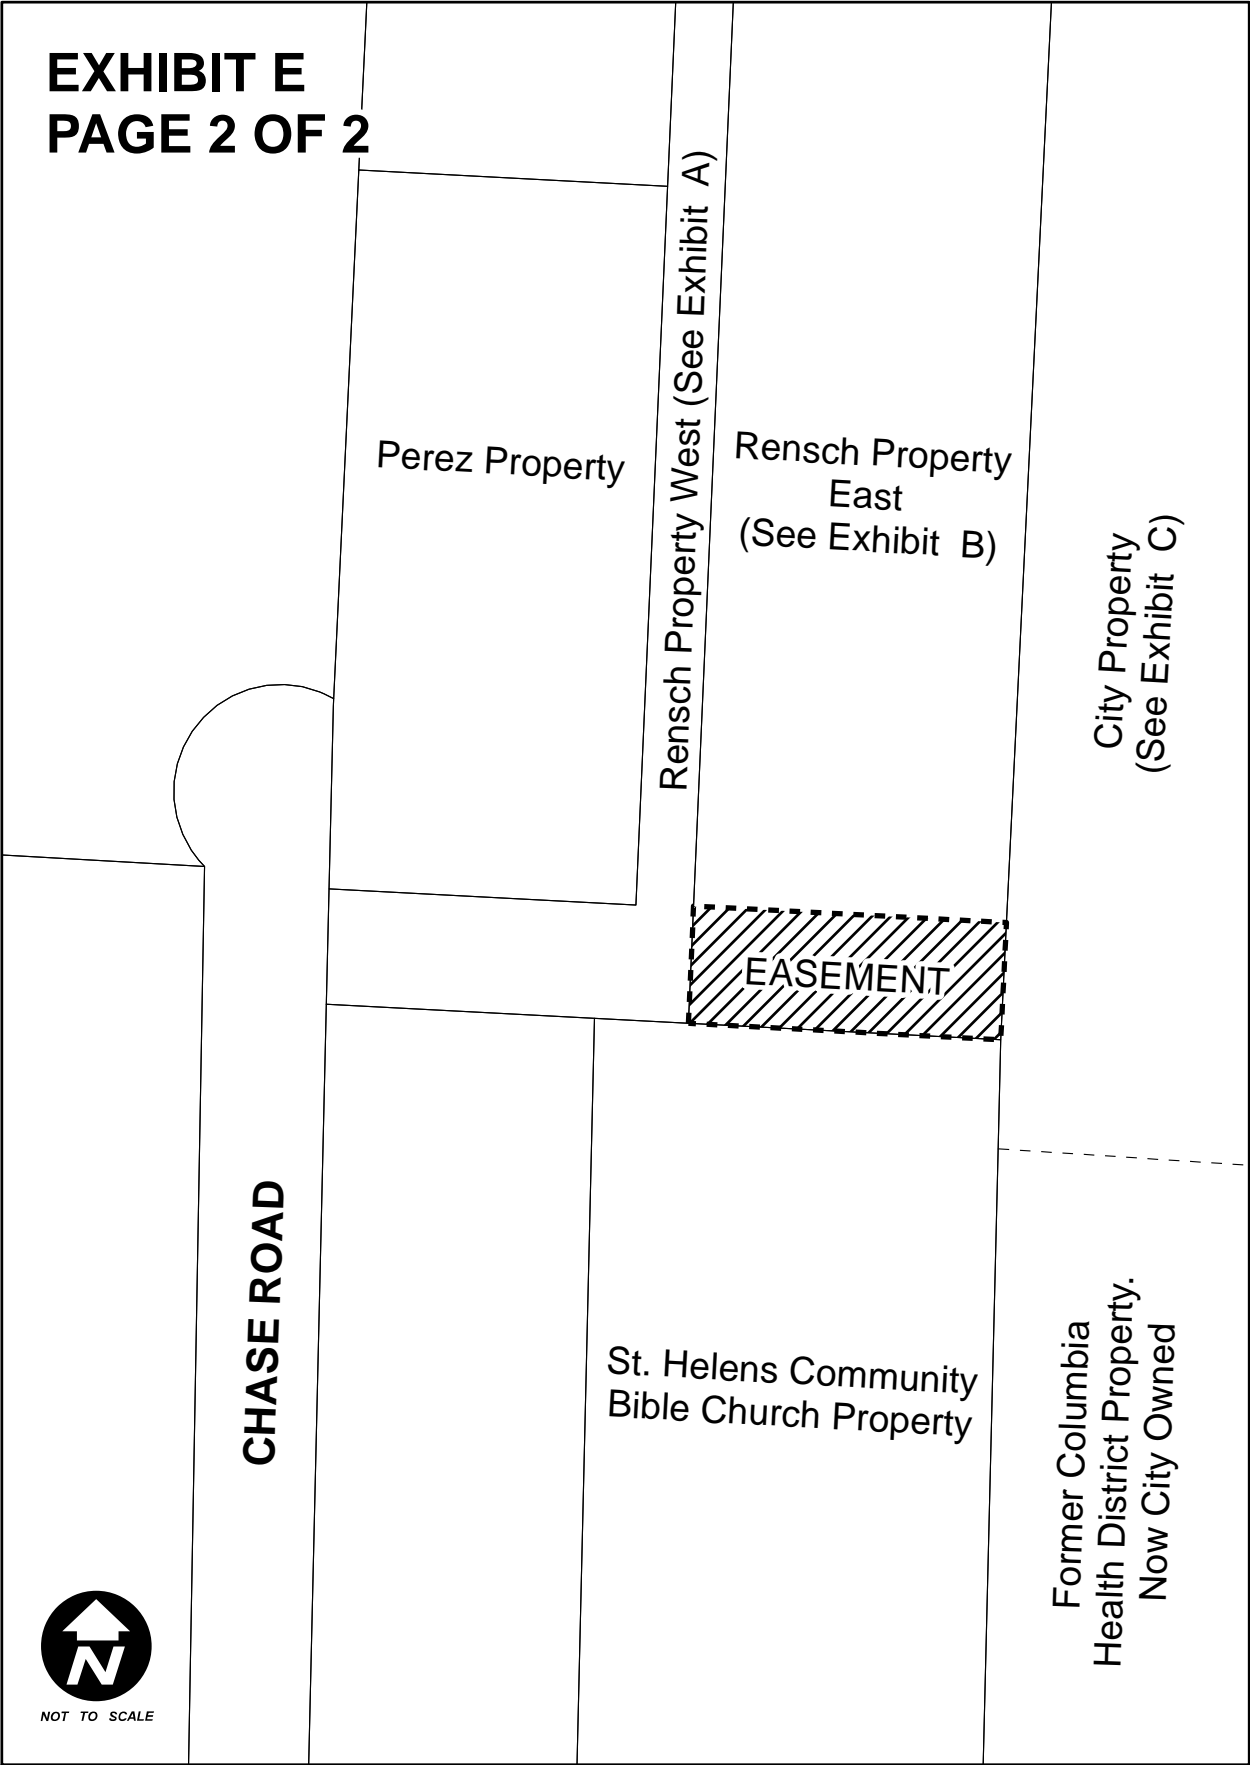 EXHIBIT E
PAGE 2 OF 2
Perez Property
Rensch Property West (See Exhibit A)
Rensch Property
East
(See Exhibit B)
City Property
(See Exhibit C)
EASEMENT
CHASE ROAD
St. Helens Community
Bible Church Property
Former Columbia
Health District Property.
Now City Owned
N
NOT TO SCALE